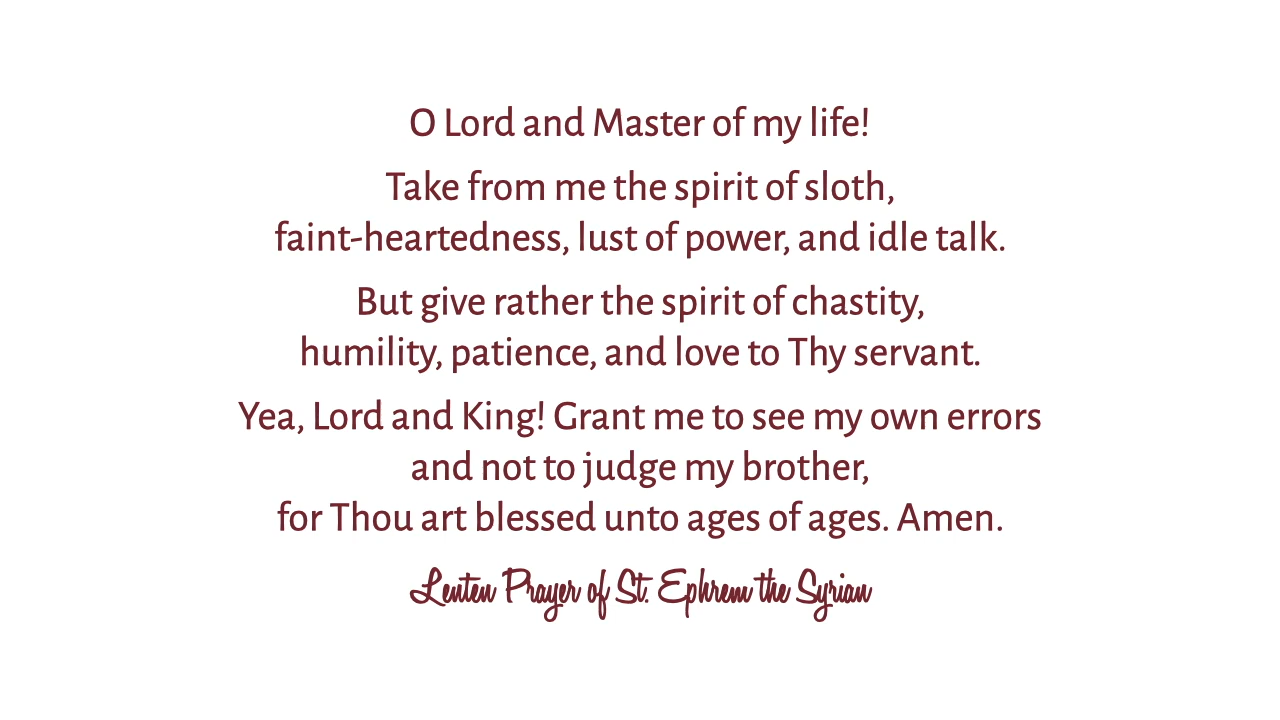 O Lord and Master of my life!
Take from me the spirit of sloth,
faint-heartedness, lust of power, and idle talk.
But give rather the spirit of chastity,
humility, patience, and love to Thy servant.
Yea, Lord and King! Grant me to see my own errors
and not to judge my brother,
for Thou art blessed unto ages of ages. Amen.
Lenten Prayer of St. Ephrem the Syrian